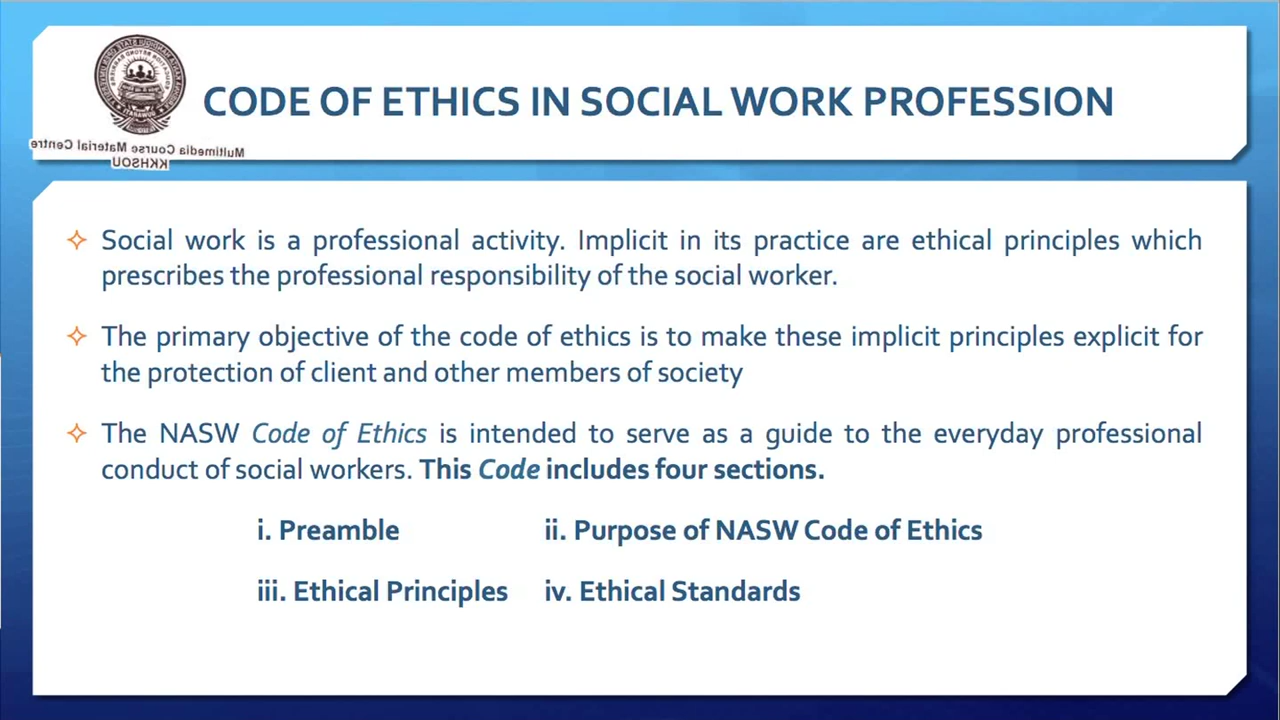 CODE OF ETHICS IN SOCIAL WORK PROFESSION
Multimedia Course Material Centre
KKHSOU
Social work is a professional activity. Implicit in its practice are ethical principles which
prescribes the professional responsibility of the social worker.
The primary objective of the code of ethics is to make these implicit principles explicit for
the protection of client and other members of society
The NASW Code of Ethics is intended to serve as a guide to the everyday professional
conduct of social workers. This Code includes four sections.
i. Preamble ii. Purpose of NASW Code of Ethics
iii. Ethical Principles iv. Ethical Standards